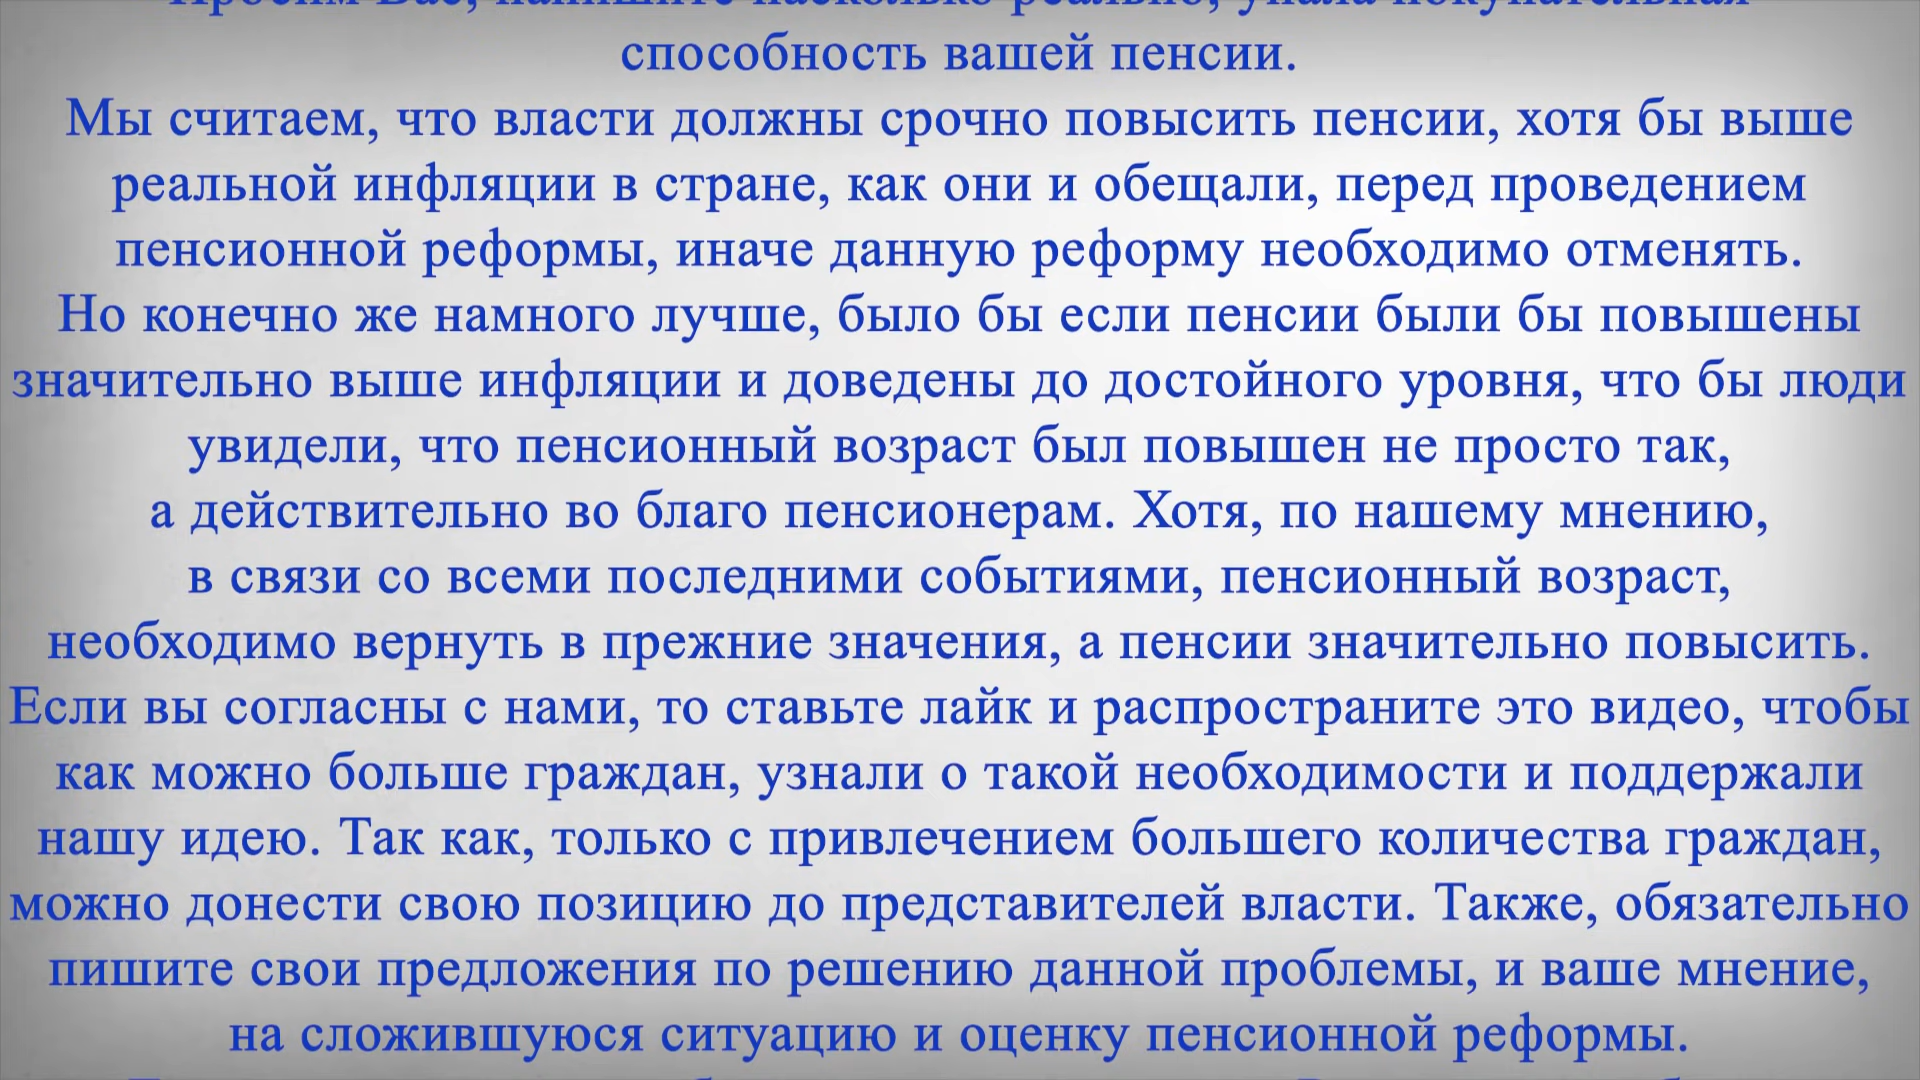 способность вашей пенсии.
Мы считаем, что власти должны срочно повысить пенсии, хотя бы выше
реальной инфляции в стране, как они и обещали, перед проведением
пенсионной реформы, иначе данную реформу необходимо отменять.
Но конечно же намного лучше, было бы если пенсии были бы повышены
значительно выше инфляции и доведены до достойного уровня, что бы люди
увидели, что пенсионный возраст был повышен не просто так,
а действительно во благо пенсионерам. Хотя, по нашему мнению,
в связи со всеми последними событиями, пенсионный возраст,
необходимо вернуть в прежние значения, а пенсии значительно повысить.
Если вы согласны с нами, то ставьте лайк и распространите это видео, чтобы
как можно больше граждан, узнали о такой необходимости и поддержали
нашу идею. Так как, только с привлечением большего количества граждан,
можно донести свою позицию до представителей власти. Также, обязательно
пишите свои предложения по решению данной проблемы, и ваше мнение,
на сложившуюся ситуацию и оценку пенсионной реформы.